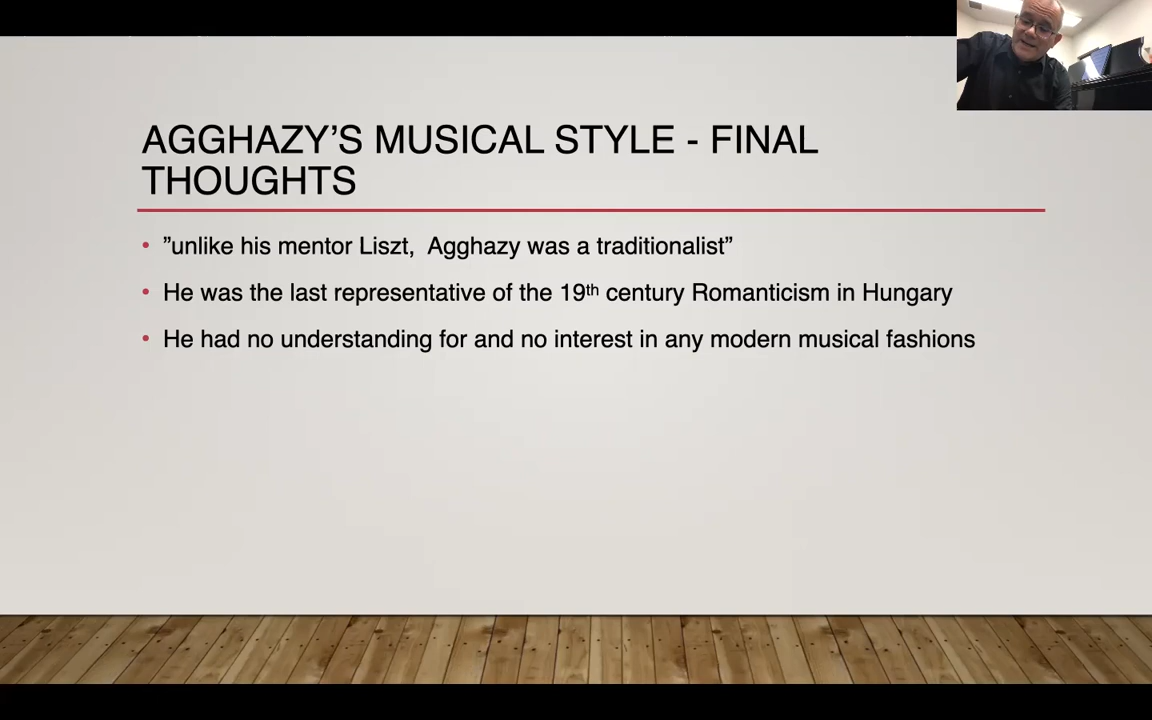 AGGHAZY’S MUSICAL STYLE - FINAL
THOUGHTS
• ”unlike his mentor Liszt,  Agghazy was a traditionalist”
• He was the last representative of the 19th century Romanticism in Hungary
• He had no understanding for and no interest in any modern musical fashions